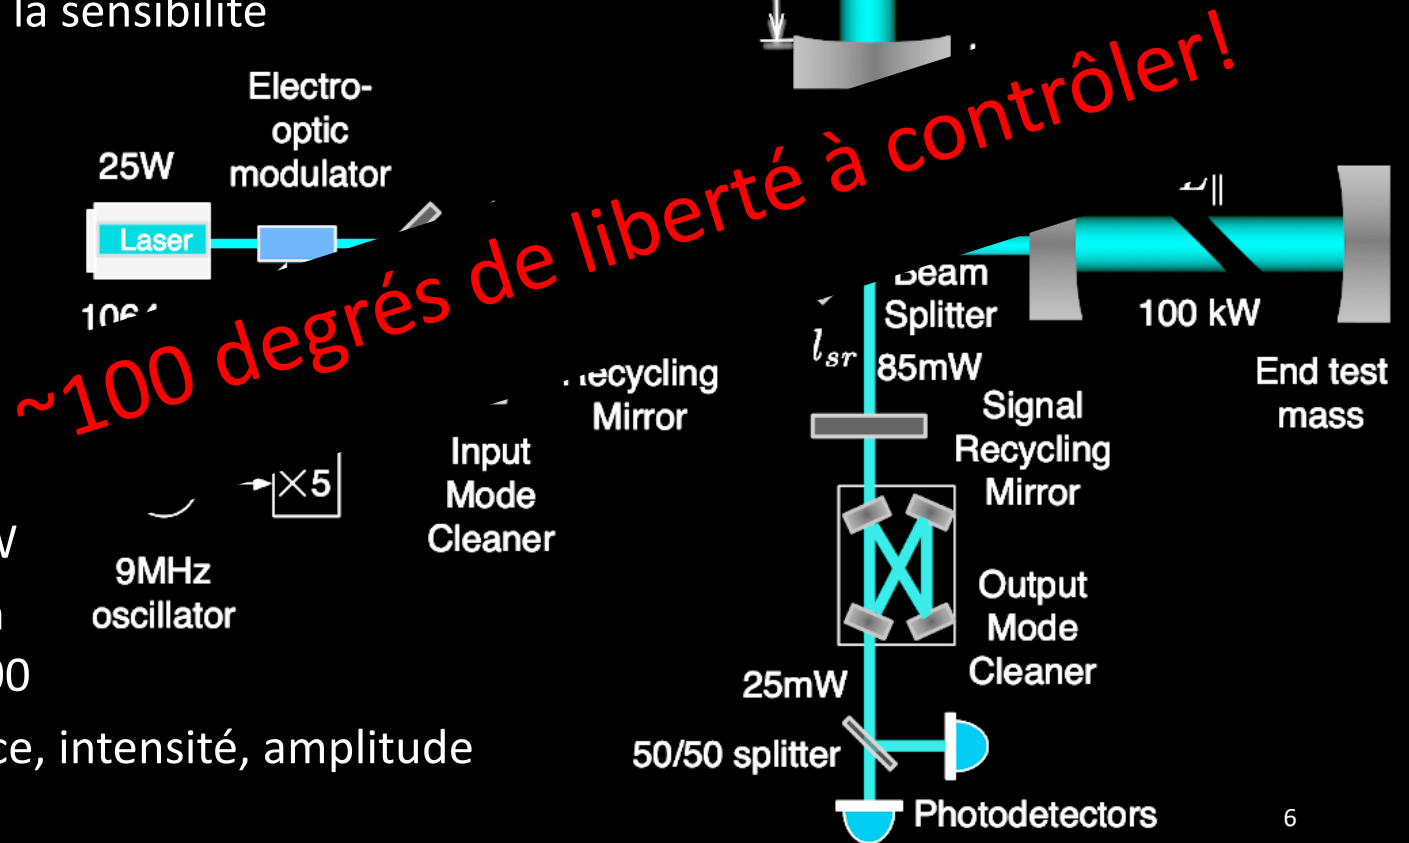 la sensibilité
Electro-
optic
modulator
25W
Laser
~100 degrés de liberté à contrôler!
Beam
Splitter
100 kW
l_sr
85mW
End test
mass
Recycling
Mirror
Signal
Recycling
Mirror
Input
Mode
Cleaner
×5
9MHz
oscillator
Output
Mode
Cleaner
25mW
50/50 splitter
, intensité, amplitude
Photodetectors
6